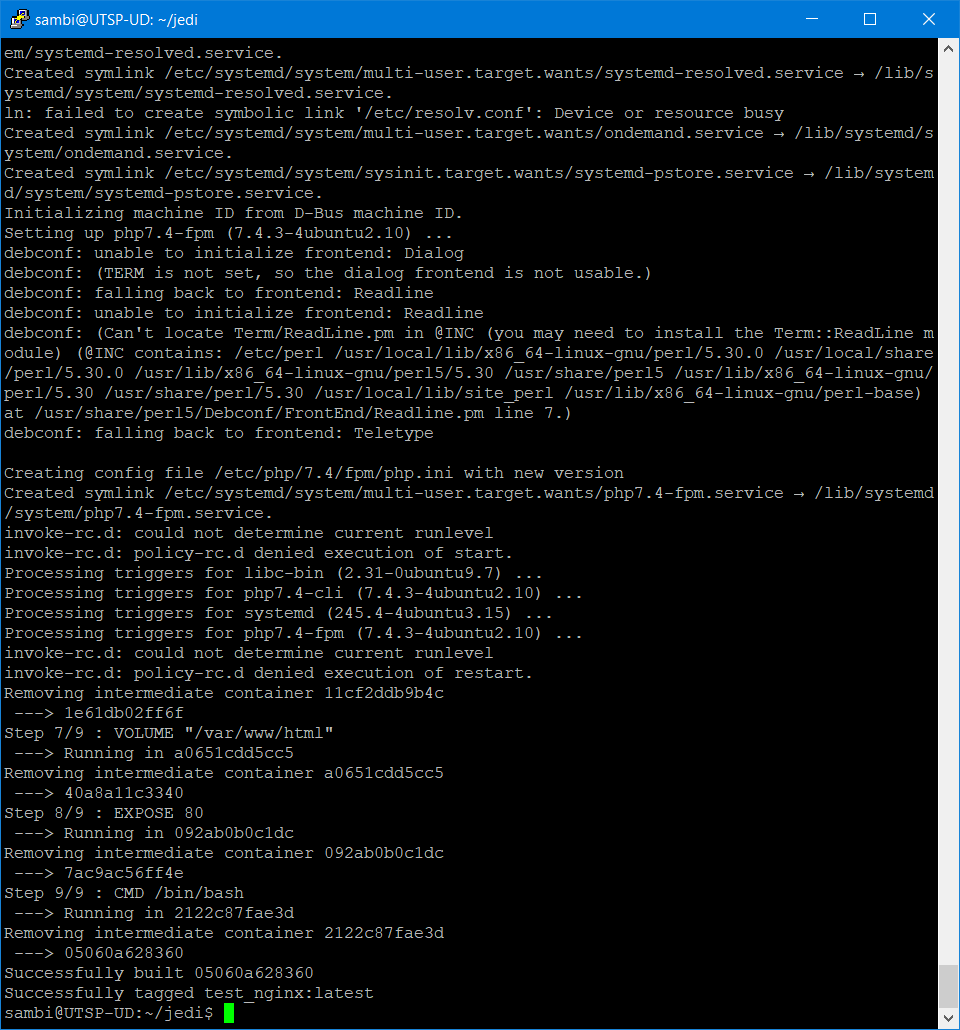 sambi@UTSP-UD: ~/jedi
em/systemd-resolved.service.
Created symlink /etc/systemd/system/multi-user.target.wants/systemd-resolved.service → /lib/s
ystemd/system/systemd-resolved.service.
ln: failed to create symbolic link '/etc/resolv.conf': Device or resource busy
Created symlink /etc/systemd/system/multi-user.target.wants/ondemand.service → /lib/systemd/s
ystem/ondemand.service.
Created symlink /etc/systemd/system/sysinit.target.wants/systemd-pstore.service → /lib/system
d/system/systemd-pstore.service.
Initializing machine ID from D-Bus machine ID.
Setting up php7.4-fpm (7.4.3-4ubuntu2.10) ...
debconf: unable to initialize frontend: Dialog
debconf: (TERM is not set, so the dialog frontend is not usable.)
debconf: falling back to frontend: Readline
debconf: unable to initialize frontend: Readline
debconf: (Can't locate Term/ReadLine.pm in @INC (you may need to install the Term::ReadLine m
odule) (@INC contains: /etc/perl /usr/local/lib/x86_64-linux-gnu/perl/5.30.0 /usr/local/share
/perl/5.30.0 /usr/lib/x86_64-linux-gnu/perl5/5.30 /usr/share/perl5 /usr/lib/x86_64-linux-gnu/
perl/5.30 /usr/share/perl/5.30 /usr/local/lib/site_perl /usr/lib/x86_64-linux-gnu/perl-base)
at /usr/share/perl5/Debconf/FrontEnd/Readline.pm line 7.)
debconf: falling back to frontend: Teletype
Creating config file /etc/php/7.4/fpm/php.ini with new version
Created symlink /etc/systemd/system/multi-user.target.wants/php7.4-fpm.service → /lib/systemd
/system/php7.4-fpm.service.
invoke-rc.d: could not determine current runlevel
invoke-rc.d: policy-rc.d denied execution of start.
Processing triggers for libc-bin (2.31-0ubuntu9.7) ...
Processing triggers for php7.4-cli (7.4.3-4ubuntu2.10) ...
Processing triggers for systemd (245.4-4ubuntu3.15) ...
Processing triggers for php7.4-fpm (7.4.3-4ubuntu2.10) ...
invoke-rc.d: could not determine current runlevel
invoke-rc.d: policy-rc.d denied execution of restart.
Removing intermediate container 11cf2ddb9b4c
 ---> 1e61db02ff6f
Step 7/9 : VOLUME "/var/www/html"
 ---> Running in a0651cdd5cc5
Removing intermediate container a0651cdd5cc5
 ---> 40a8a11c3340
Step 8/9 : EXPOSE 80
 ---> Running in 092ab0b0c1dc
Removing intermediate container 092ab0b0c1dc
 ---> 7ac9ac56ff4e
Step 9/9 : CMD /bin/bash
 ---> Running in 2122c87fae3d
Removing intermediate container 2122c87fae3d
 ---> 05060a628360
Successfully built 05060a628360
Successfully tagged test_nginx:latest
sambi@UTSP-UD:~/jedi$